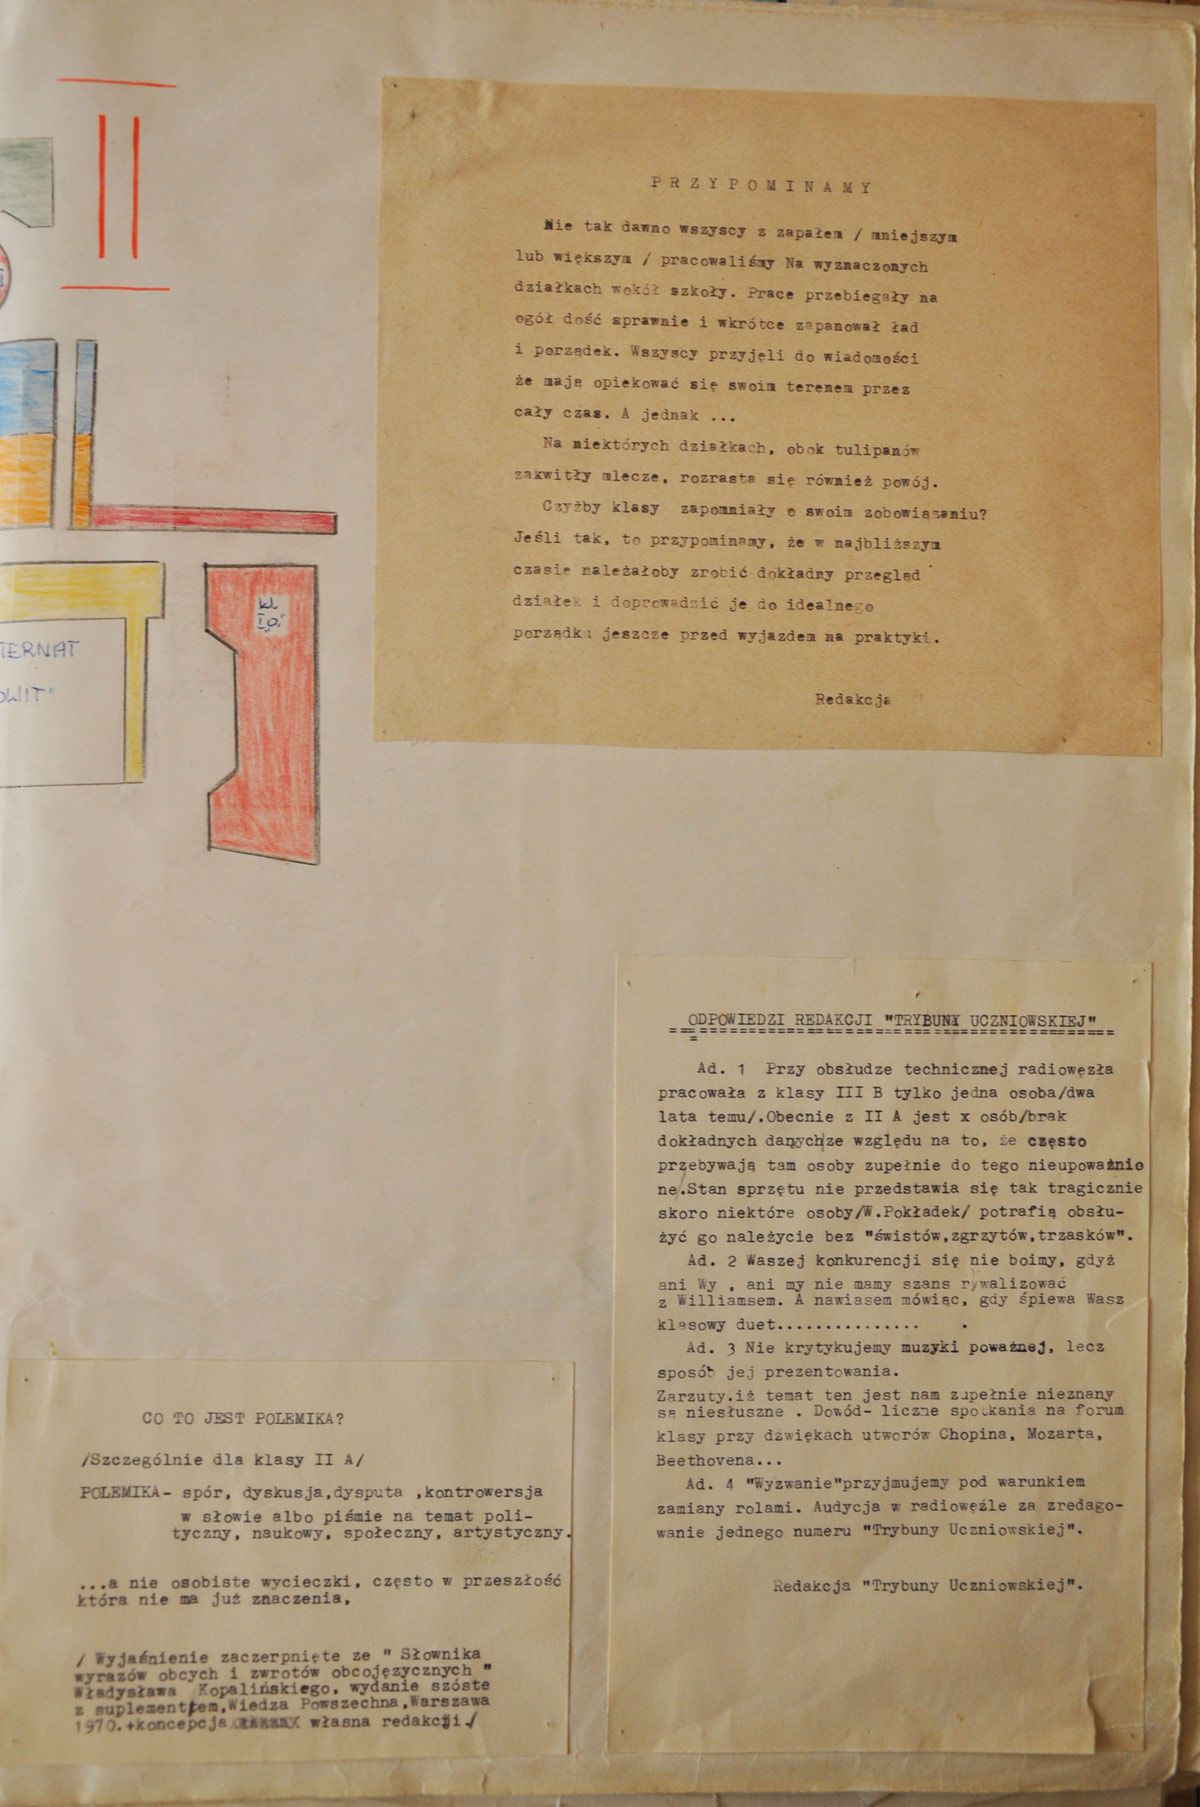 II
kl
I "a"
TERNAT
OWIT"
P R Z Y P O M I N A M Y
Nie tak dawno wszyscy z zapałem / mniejszym
lub większym / pracowaliśmy Na wyznaczonych
działkach wokół szkoły. Prace przebiegały na
ogół dość sprawnie i wkrótce zapanował ład
i porządek. Wszyscy przyjęli do wiadomości
że mają opiekować się swoim terenem przez
cały czas. A jednak ...
Na niektórych działkach, obok tulipanów
zakwitły mlecze, rozrasta się również powój.
Czyżby klasy zapomniały o swoim zobowiązaniu?
Jeśli tak, to przypominamy, że w najbliższym
czasie należałoby zrobić dokładny przegląd
działek i doprowadzić je do idealnego
porządku jeszcze przed wyjazdem na praktyki.
Redakcja
ODPOWIEDZI REDAKCJI "TRYBUNY UCZNIOWSKIEJ"
Ad. 1 Przy obsłudze technicznej radiowęzła
pracowała z klasy III B tylko jedna osoba/dwa
lata temu/.Obecnie z II A jest x osób/brak
dokładnych danych/ze względu na to, że często
przebywają tam osoby zupełnie do tego nieupoważnio
ne/.Stan sprzętu nie przedstawia się tak tragicznie
skoro niektóre osoby/W.Pokładek/ potrafią obsłu-
żyć go należycie bez "świstów,zgrzytów,trzasków".
Ad. 2 Waszej konkurencji się nie boimy, gdyż
ani Wy , ani my nie mamy szans rywalizować
z Williamsem. A nawiasem mówiąc, gdy śpiewa Wasz
klasowy duet............... .
Ad. 3 Nie krytykujemy muzyki poważnej, lecz
sposób jej prezentowania.
Zarzuty.iż temat ten jest nam zupełnie nieznany
są niesłuszne . Dowód- liczne spotkania na forum
klasy przy dźwiękach utworów Chopina, Mozarta,
Beethovena...
Ad. 4 "Wyzwanie"przyjmujemy pod warunkiem
zamiany rolami. Audycja w radiowęźle za zredago-
wanie jednego numeru "Trybuny Uczniowskiej".
Redakcja "Trybuny Uczniowskiej".
CO TO JEST POLEMIKA?
/Szczególnie dla klasy II A/
POLEMIKA- spór, dyskusja,dysputa ,kontrowersja
w słowie albo piśmie na temat poli-
tyczny, naukowy, społeczny, artystyczny.
...a nie osobiste wycieczki, często w przeszłość
która nie ma już znaczenia,
/ Wyjaśnienie zaczerpnięte ze " Słownika
wyrazów obcych i zwrotów obcojęzycznych "
Władysława Kopalińskiego, wydanie szóste
z suplementem,Wiedza Powszechna,Warszawa
1970.+koncepcja własna redakcji./